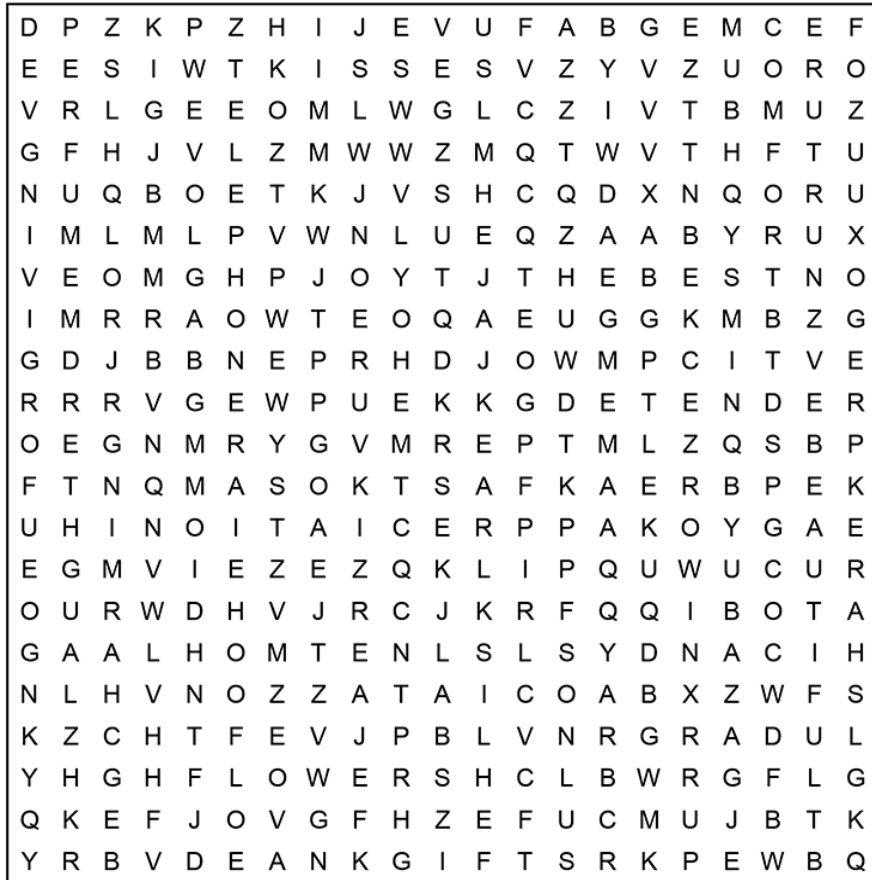 D P Z K P Z H I J E V U F A B G E M C E F
E E S I W T K I S S E S V Z Y V Z U O R O
V R L G E E O M L W G L C Z I V T B M U Z
G F H J V L Z M W W Z M Q T W V T H F T U
N U Q B O E T K J V S H C Q D X N Q O R U
I M L M L P V W N L U E Q Z A A B Y R U X
V E O M G H P J O Y T J T H E B E S T N O
I M R R A O W T E O Q A E U G G K M B Z G
G D J B B N E P R H D J O W M P C I T V E
R R R V G E W P U E K K G D E T E N D E R
O E G N M R Y G V M R E P T M L Z Q S B P
F T N Q M A S O K T S A F K A E R B P E K
U H I N O I T A I C E R P P A K O Y G A E
E G M V I E Z E Z Q K L I P Q U W U C U R
O U R W D H V J R C J K R F Q Q I B O T A
G A A L H O M T E N L S L S Y D N A C I H
N L H V N O Z Z A T A I C O A B X Z W F S
K Z C H T F E V J P B L V N R G R A D U L
Y H G H F L O W E R S H C L B W R G F L G
Q K E F J O V G F H Z E F U C M U J B T K
Y R B V D E A N K G I F T S R K P E W B Q